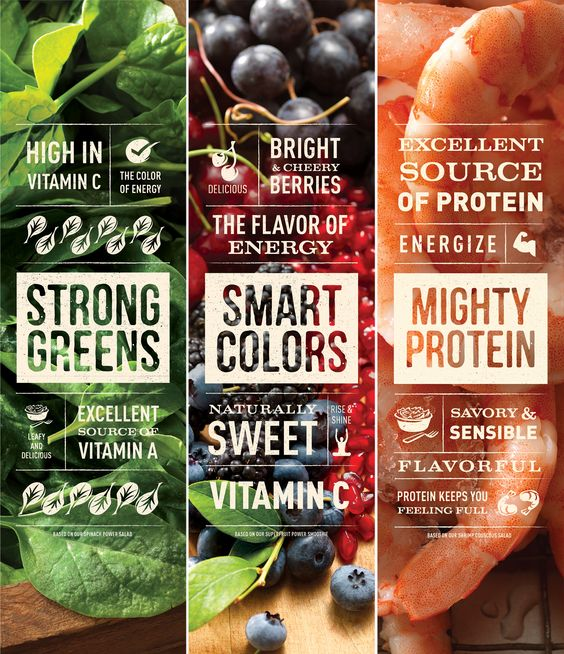 HIGH IN
VITAMIN C
THE COLOR
OF ENERGY
STRONG
GREENS
LEAFY
AND
DELICIOUS
EXCELLENT
SOURCE OF
VITAMIN A
BASED ON OUR SPINACH POWER SALAD
DELICIOUS
BRIGHT
& CHEERY
BERRIES
THE FLAVOR OF
ENERGY
SMART
COLORS
NATURALLY
SWEET
RISE &
SHINE
VITAMIN C
BASED ON OUR SUPERFRUIT POWER SMOOTHIE
EXCELLENT
SOURCE
OF PROTEIN
ENERGIZE
MIGHTY
PROTEIN
SAVORY &
SENSIBLE
FLAVORFUL
PROTEIN KEEPS YOU
FEELING FULL
BASED ON OUR SHRIMP COUSCOUS SALAD